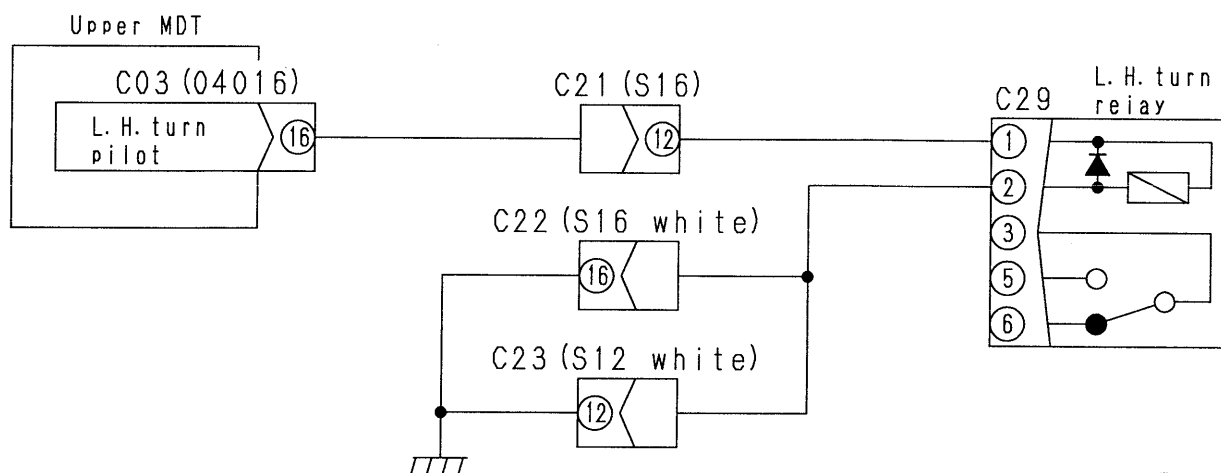 Upper MDT
C03 (04016)
L.H. turn
pilot
16
C21 (S16)
12
C29
L.H. turn
reiay
1
2
3
5
6
C22 (S16 white)
16
C23 (S12 white)
12